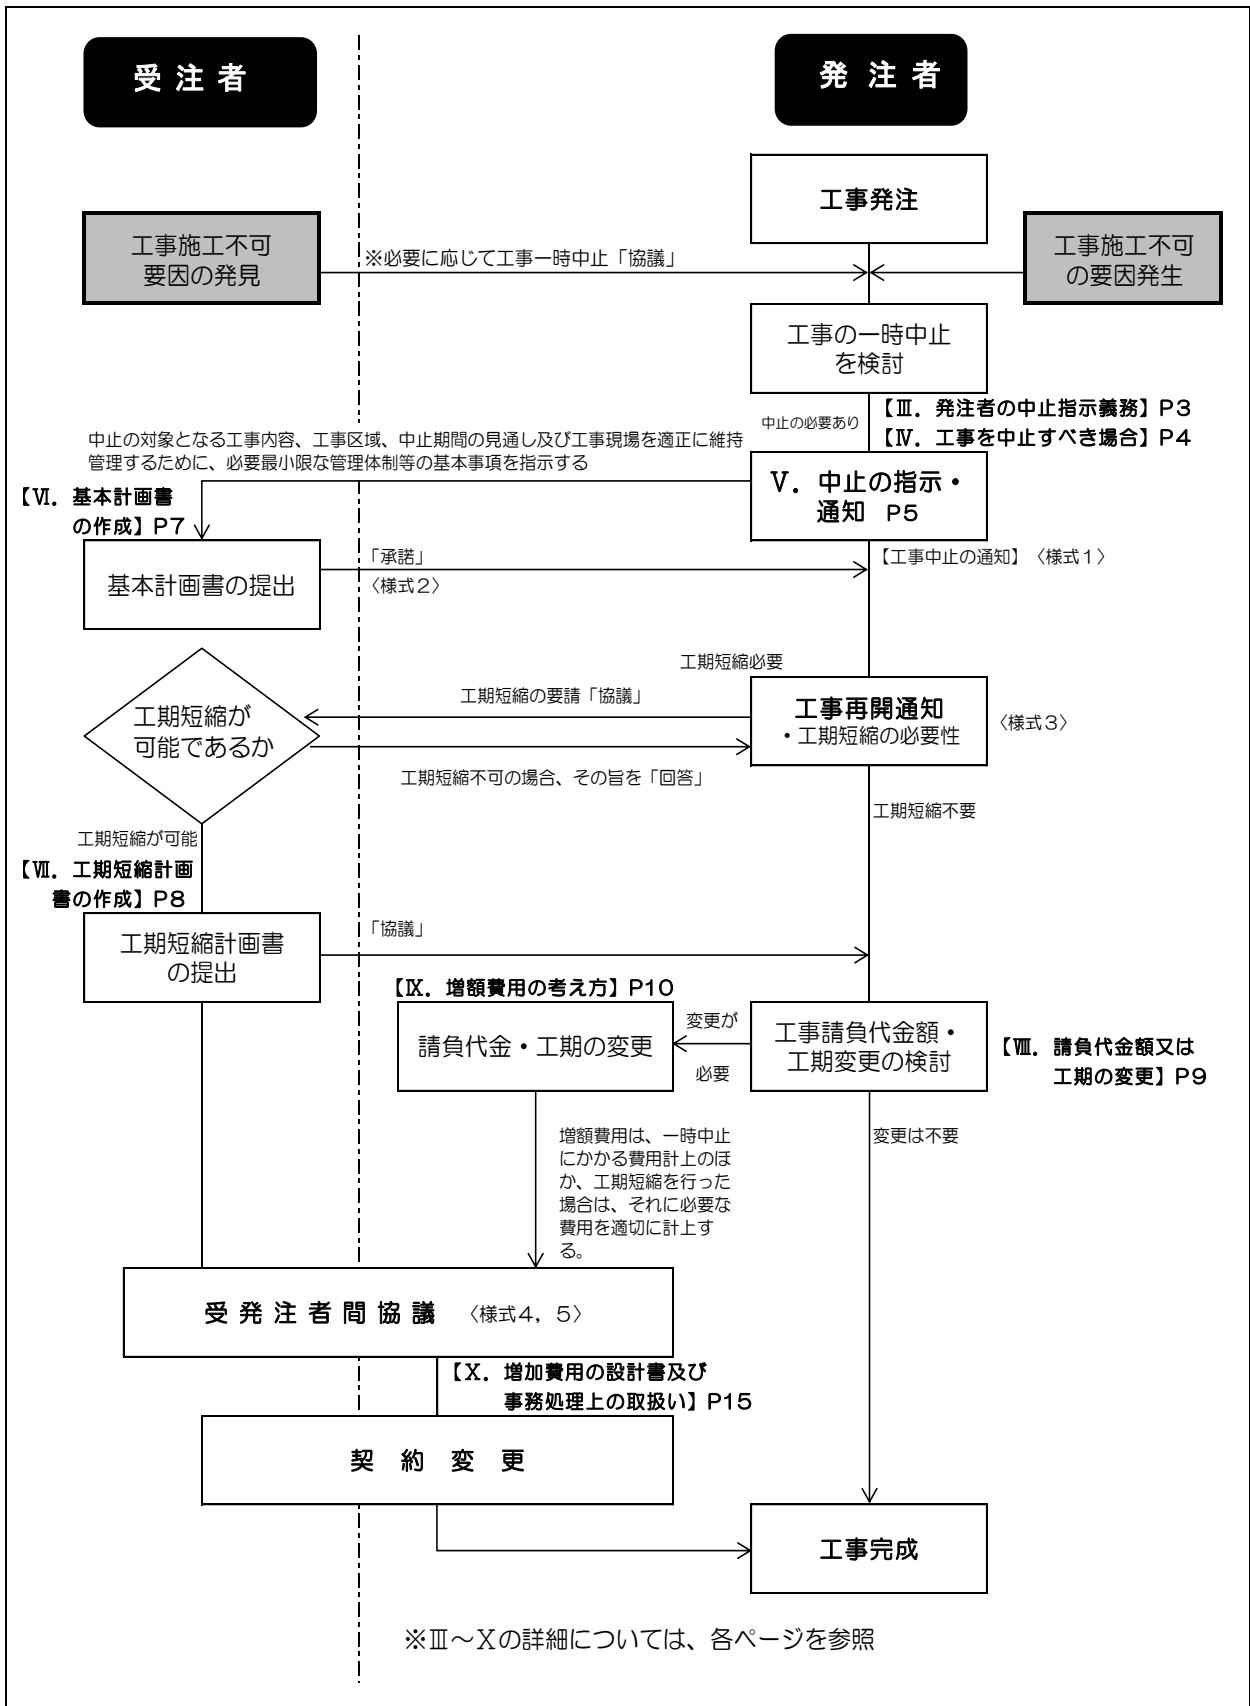 受注者
発注者
工事発注
工事施工不可
要因の発見
※必要に応じて工事一時中止「協議」
工事施工不可
の要因発生
工事の一時中止
を検討
中止の必要あり
【Ⅲ．発注者の中止指示義務】P3
【Ⅳ．工事を中止すべき場合】P4
中止の対象となる工事内容、工事区域、中止期間の見通し及び工事現場を適正に維持
管理するために、必要最小限な管理体制等の基本事項を指示する
Ⅴ．中止の指示・
通知 P5
【Ⅵ．基本計画書
の作成】P7
基本計画書の提出
「承諾」
〈様式２〉
【工事中止の通知】〈様式１〉
工期短縮必要
工期短縮の要請「協議」
工期短縮が
可能であるか
工事再開通知
・工期短縮の必要性
〈様式３〉
工期短縮不可の場合、その旨を「回答」
工期短縮不要
工期短縮が可能
【Ⅶ．工期短縮計画
書の作成】P8
工期短縮計画書
の提出
「協議」
【Ⅸ．増額費用の考え方】P10
請負代金・工期の変更
変更が
必要
工事請負代金額・
工期変更の検討
【Ⅷ．請負代金額又は
工期の変更】P9
増額費用は、一時中止
にかかる費用計上のほ
か、工期短縮を行った
場合は、それに必要な
費用を適切に計上す
る。
変更は不要
受発注者間協議 〈様式４，５〉
【Ⅹ．増加費用の設計書及び
事務処理上の取扱い】P15
契約変更
工事完成
※Ⅲ～Ⅹの詳細については、各ページを参照